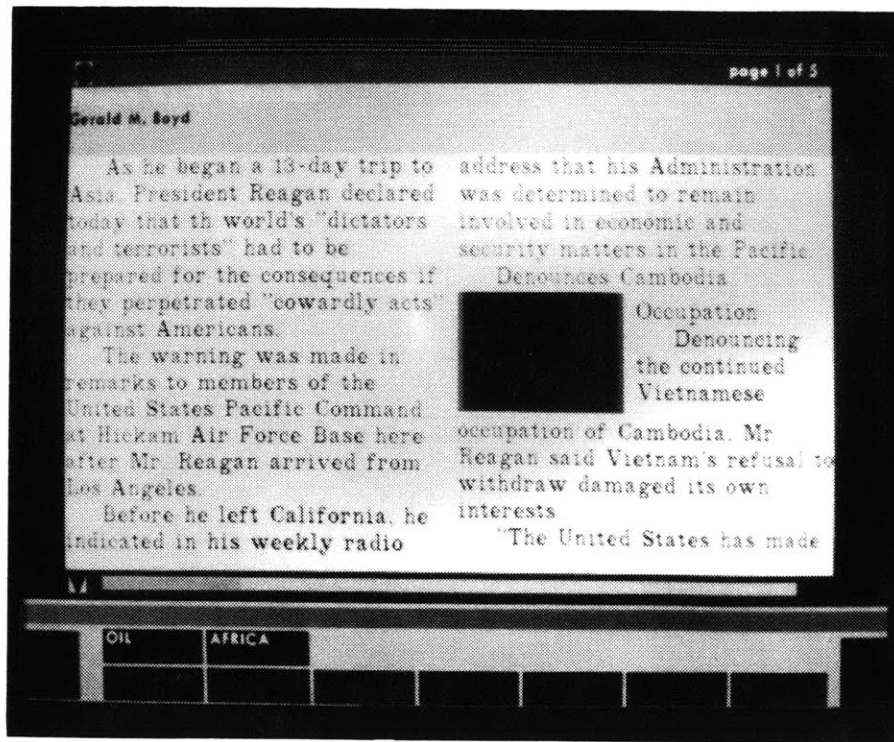 page 1 of 5
Gerald M. Boyd
As he began a 13-day trip to
Asia, President Reagan declared
today that th world's "dictators
and terrorists" had to be
prepared for the consequences if
they perpetrated "cowardly acts"
against Americans.
The warning was made in
remarks to members of the
United States Pacific Command
at Hickam Air Force Base here
after Mr. Reagan arrived from
Los Angeles.
Before he left California, he
indicated in his weekly radio
address that his Administration
was determined to remain
involved in economic and
security matters in the Pacific.
Denounces Cambodia
Occupation
Denouncing
the continued
Vietnamese
occupation of Cambodia, Mr
Reagan said Vietnam's refusal to
withdraw damaged its own
interests
"The United States has made
OIL
AFRICA